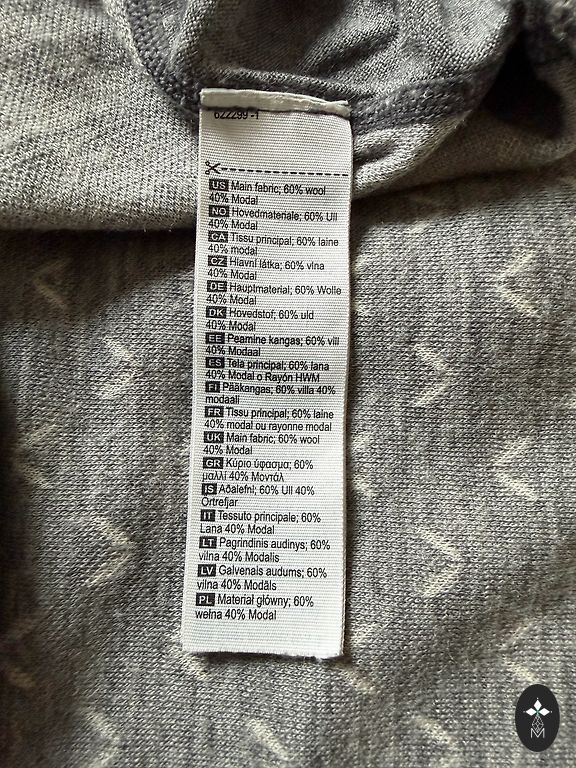 622299 -1
US Main fabric; 60% wool
40% Modal
NO Hovedmateriale; 60% Ull
40% Modal
CA Tissu principal; 60% laine
40% modal
CZ Hlavní látka; 60% vlna
40% Modal
DE Hauptmaterial; 60% Wolle
40% Modal
DK Hovedstof; 60% uld
40% Modal
EE Peamine kangas; 60% vill
40% Modaal
ES Tela principal; 60% lana
40% Modal o Rayón HWM
FI Pääkangas; 60% villa 40%
modaali
FR Tissu principal; 60% laine
40% modal ou rayonne modal
UK Main fabric; 60% wool
40% Modal
GR Κύριο ύφασμα; 60%
μαλλί 40% Μοντάλ
IS Aðalefni; 60% Ull 40%
Örtrefjar
IT Tessuto principale; 60%
Lana 40% Modal
LT Pagrindinis audinys; 60%
vilna 40% Modalis
LV Galvenais audums; 60%
vilna 40% Modāls
PL Materiał główny; 60%
wełna 40% Modal
M